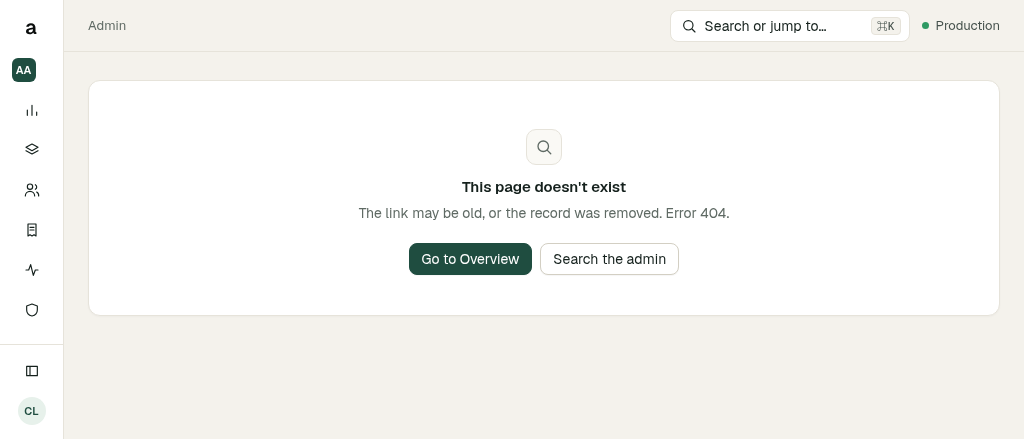 a
Admin
Search or jump to...
⌘K
Production
AA
This page doesn't exist
The link may be old, or the record was removed. Error 404.
Go to Overview
Search the admin
CL